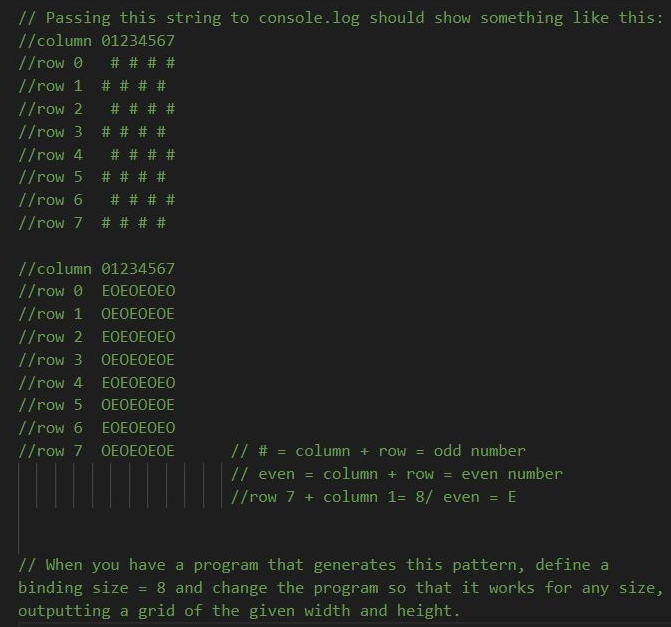 // Passing this string to console.log should show something like this:
//column 01234567
//row 0   # # # #
//row 1  # # # #
//row 2   # # # #
//row 3  # # # #
//row 4   # # # #
//row 5  # # # #
//row 6   # # # #
//row 7  # # # #

//column 01234567
//row 0  EOEOEOEO
//row 1  OEOEOEOE
//row 2  EOEOEOEO
//row 3  OEOEOEOE
//row 4  EOEOEOEO
//row 5  OEOEOEOE
//row 6  EOEOEOEO
//row 7  OEOEOEOE      // # = column + row = odd number
                       // even = column + row = even number
                       //row 7 + column 1= 8/ even = E

// When you have a program that generates this pattern, define a
binding size = 8 and change the program so that it works for any size,
outputting a grid of the given width and height.